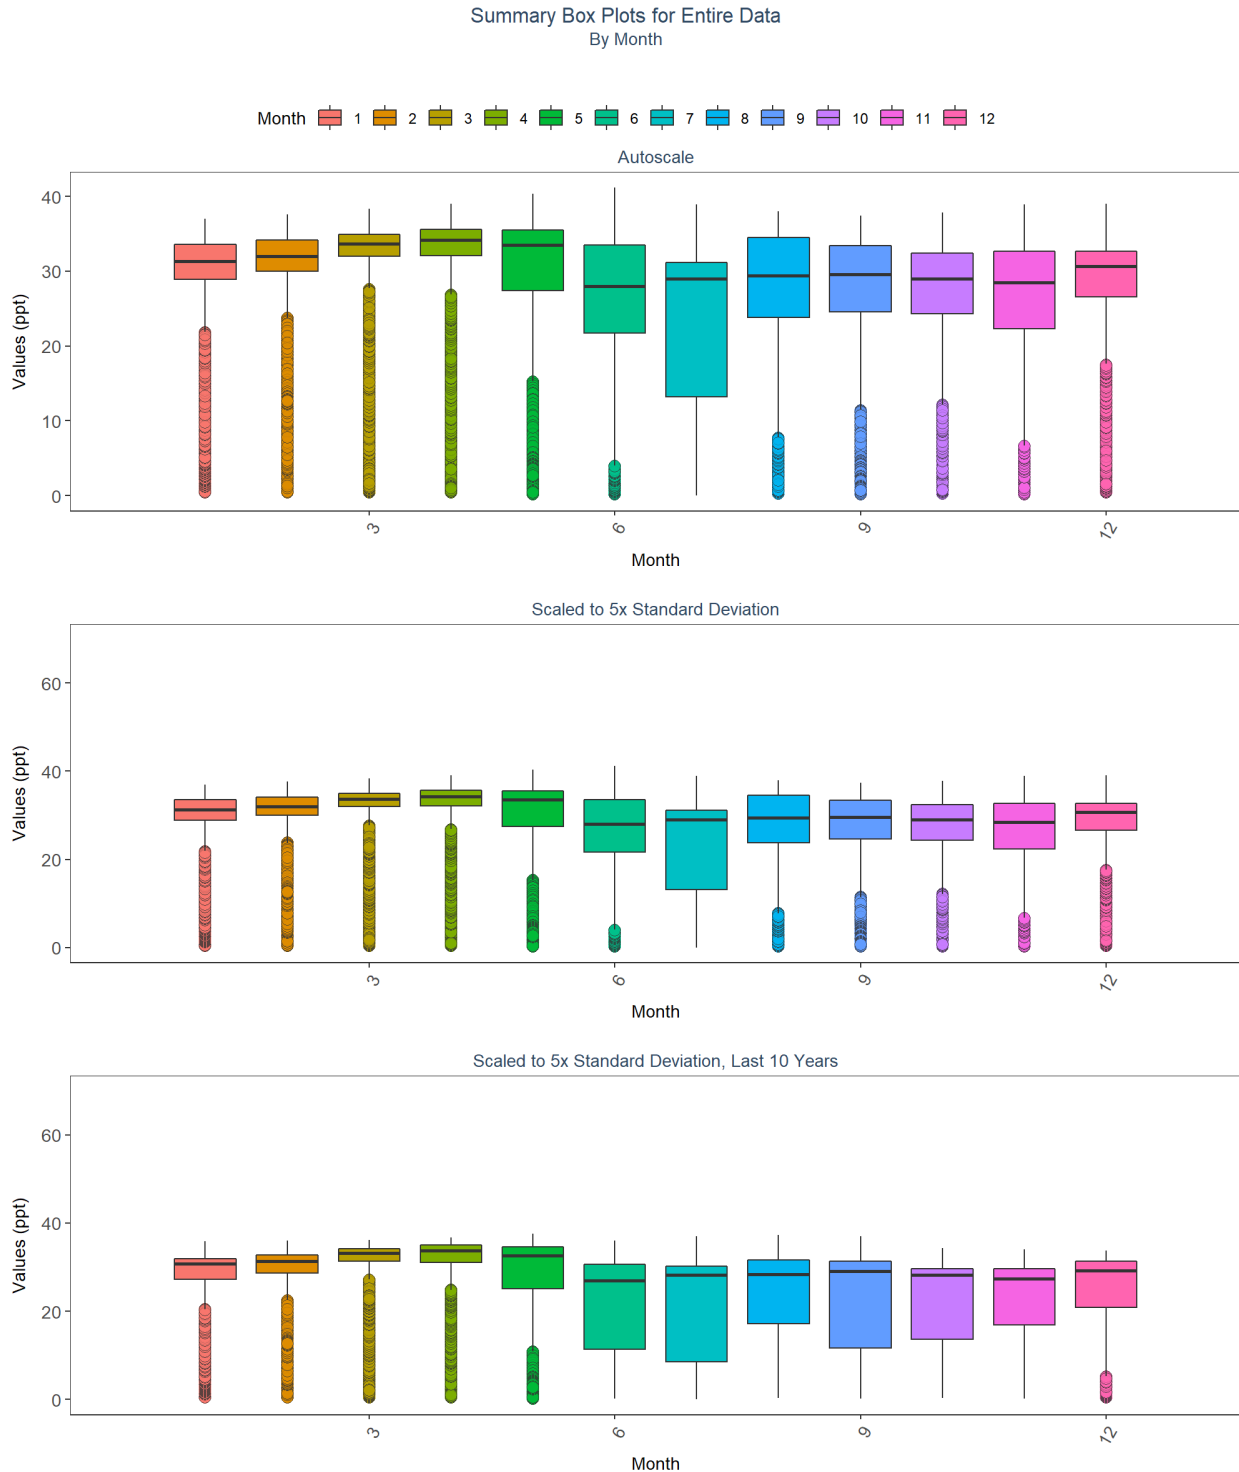 Summary Box Plots for Entire Data
By Month
Month 1 2 3 4 5 6 7 8 9 10 11 12
Autoscale
Values (ppt)
40
30
20
10
0
3 6 9 12
Month
Scaled to 5x Standard Deviation
Values (ppt)
60
40
20
0
3 6 9 12
Month
Scaled to 5x Standard Deviation, Last 10 Years
Values (ppt)
60
40
20
0
3 6 9 12
Month